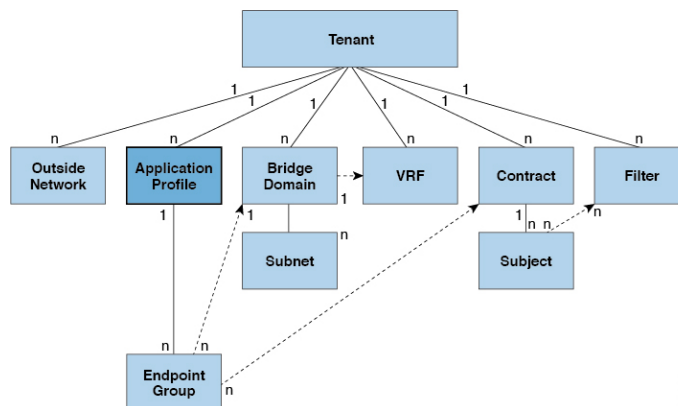 Tenant
1
1
1
1
1
1
n
n
n
n
n
n
Outside
Network
Application
Profile
Bridge
Domain
VRF
Contract
Filter
1
1
1
1
n
n
n
n
Subnet
Subject
n
n
n
Endpoint
Group